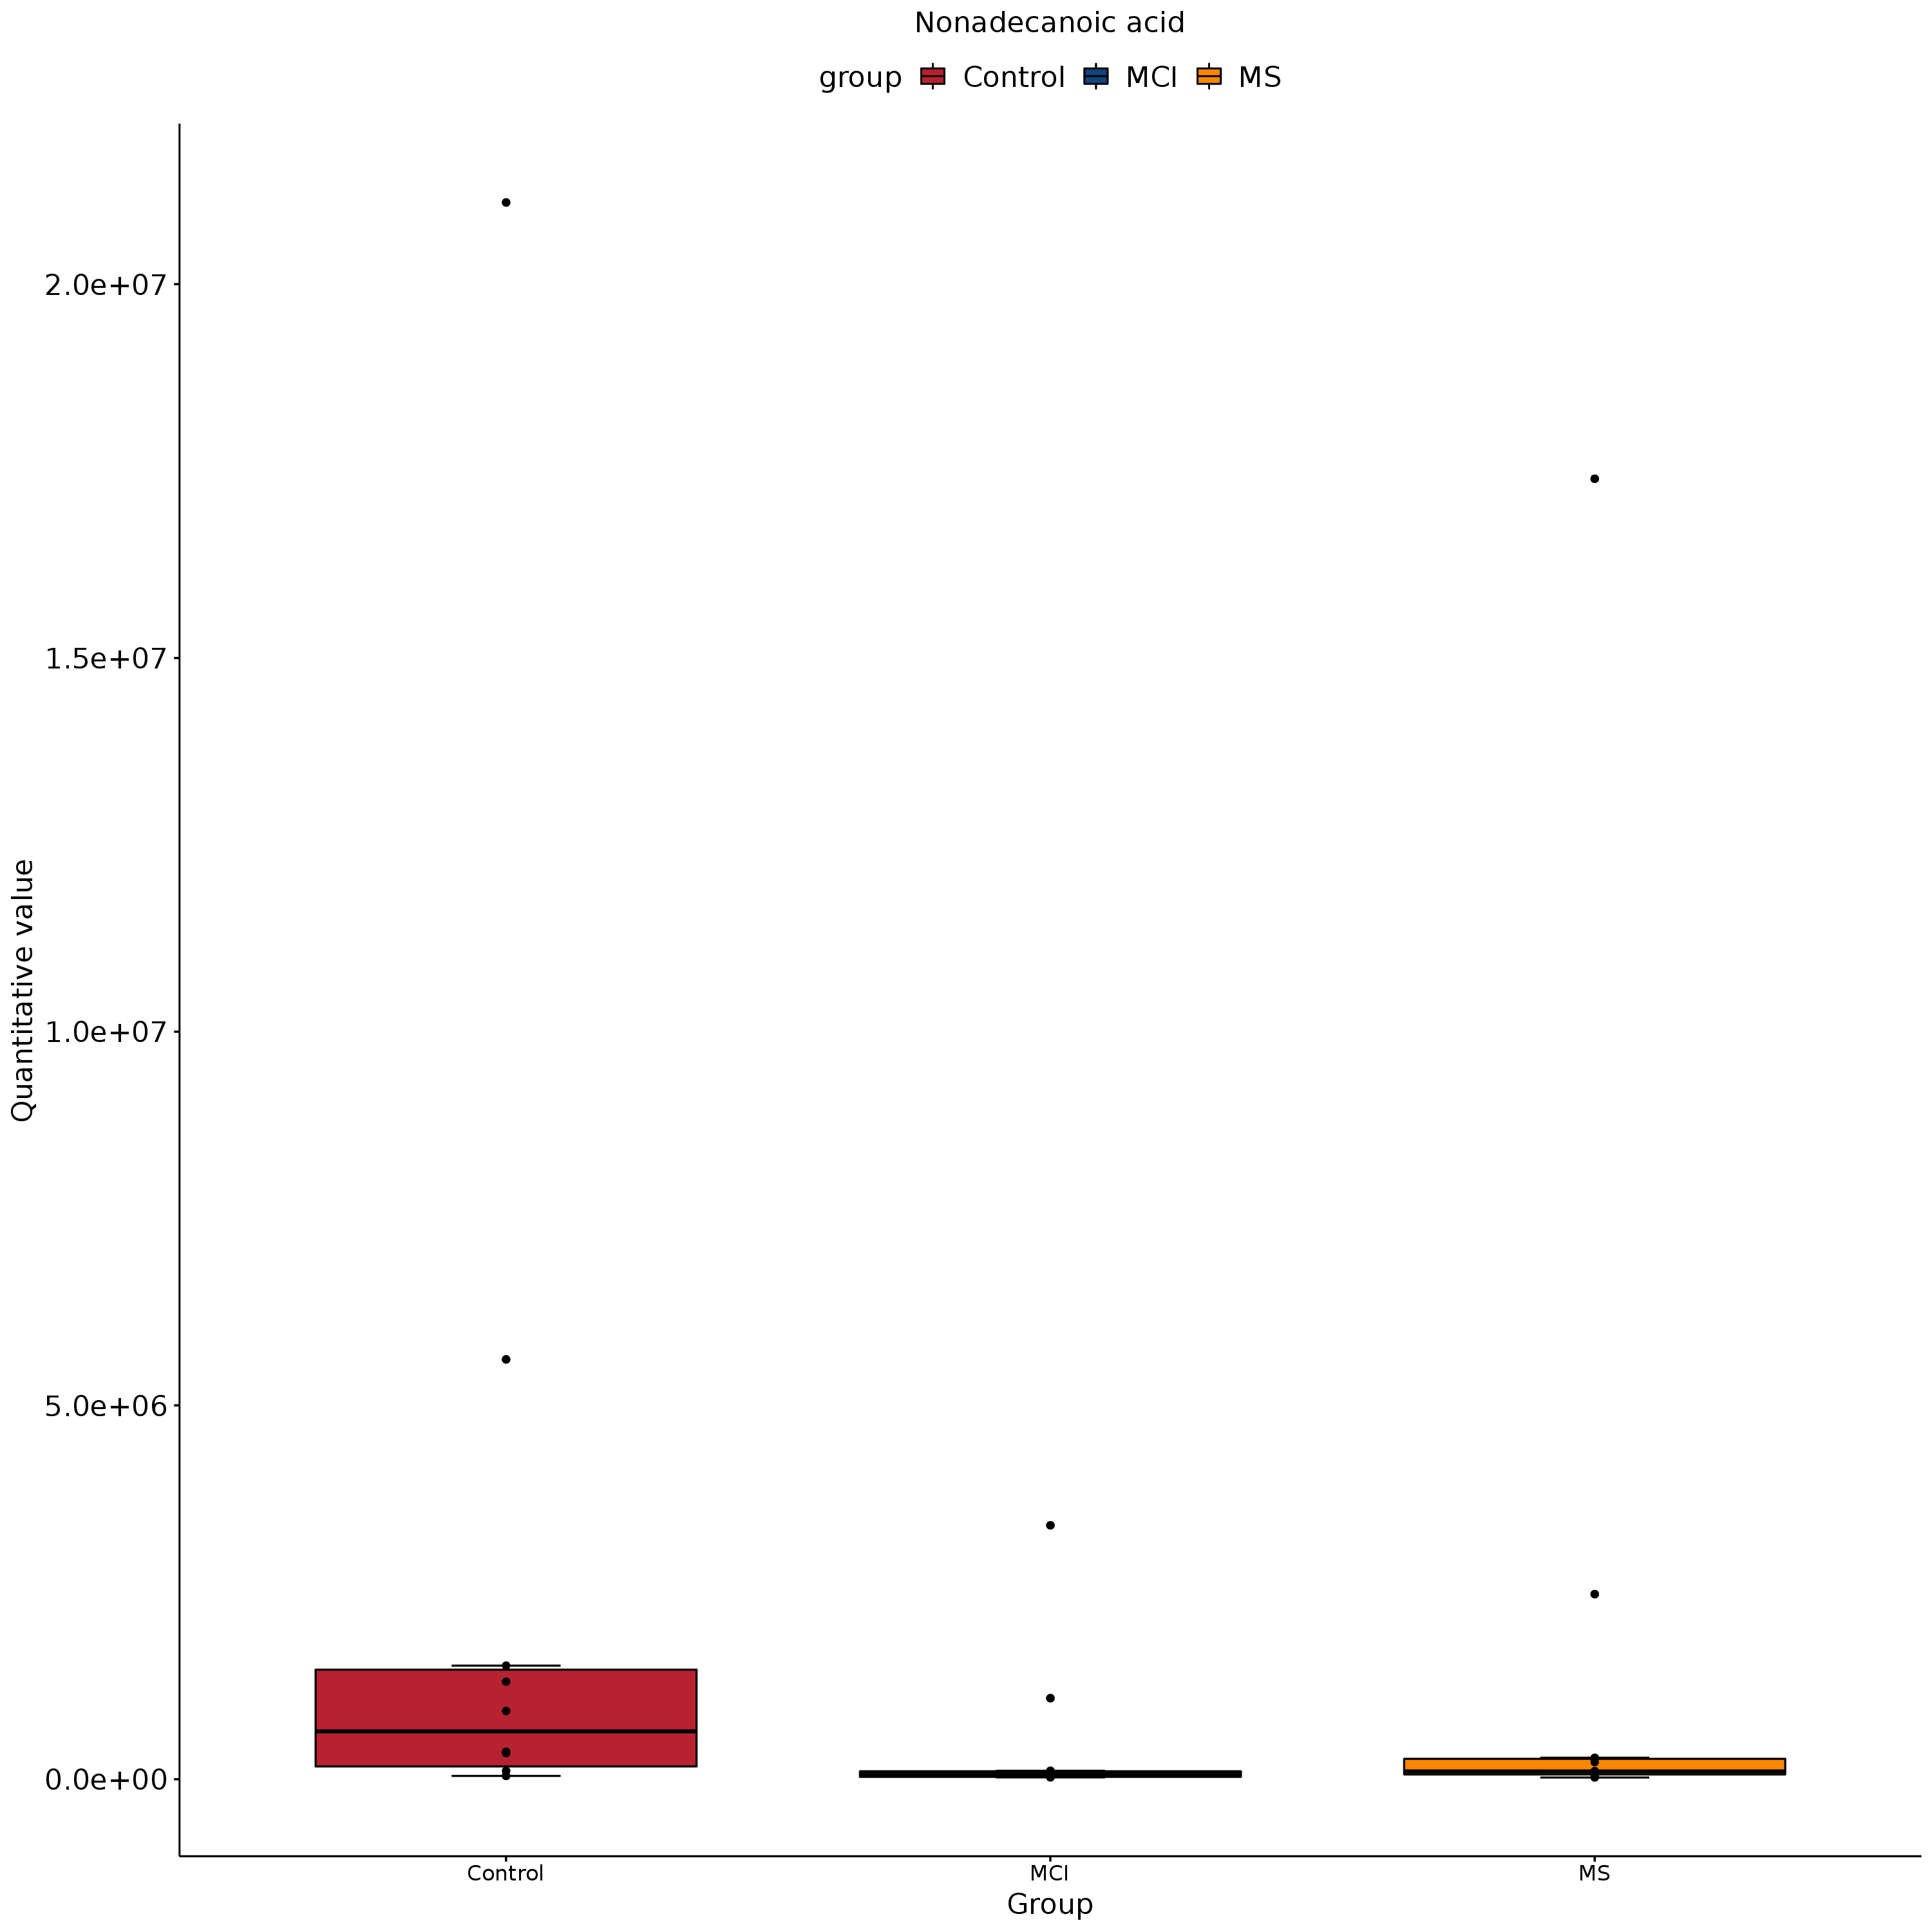 Nonadecanoic acid
group Control MCI MS
Quantitative value
2.0e+07
1.5e+07
1.0e+07
5.0e+06
0.0e+00
Control MCI MS
Group